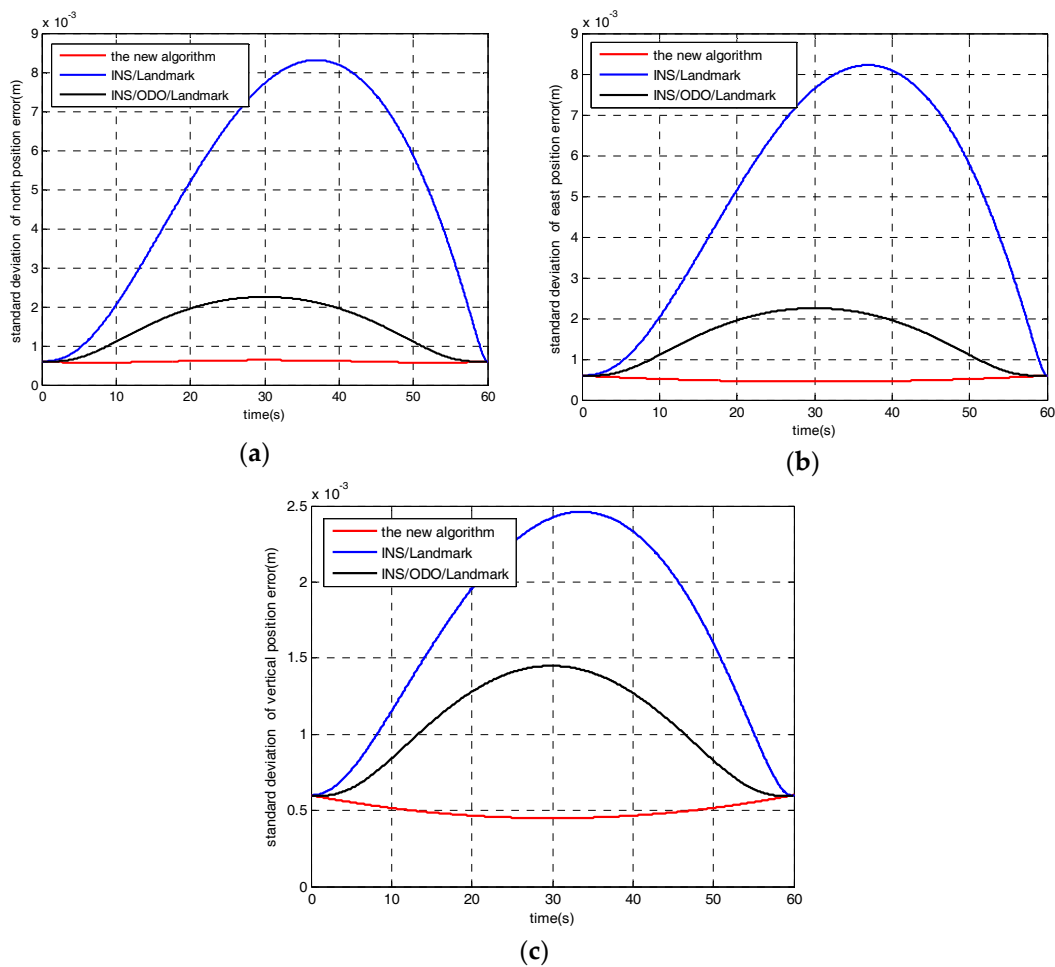 x 10⁻³
9
8
7
6
5
4
3
2
1
0
the new algorithm
INS/Landmark
INS/ODO/Landmark
standard deviation of north position error(m)
0 10 20 30 40 50 60
time(s)
(a)
x 10⁻³
9
8
7
6
5
4
3
2
1
0
the new algorithm
INS/Landmark
INS/ODO/Landmark
standard deviation of east position error(m)
0 10 20 30 40 50 60
time(s)
(b)
x 10⁻³
2.5
2
1.5
1
0.5
0
the new algorithm
INS/Landmark
INS/ODO/Landmark
standard deviation of vertical position error(m)
0 10 20 30 40 50 60
time(s)
(c)